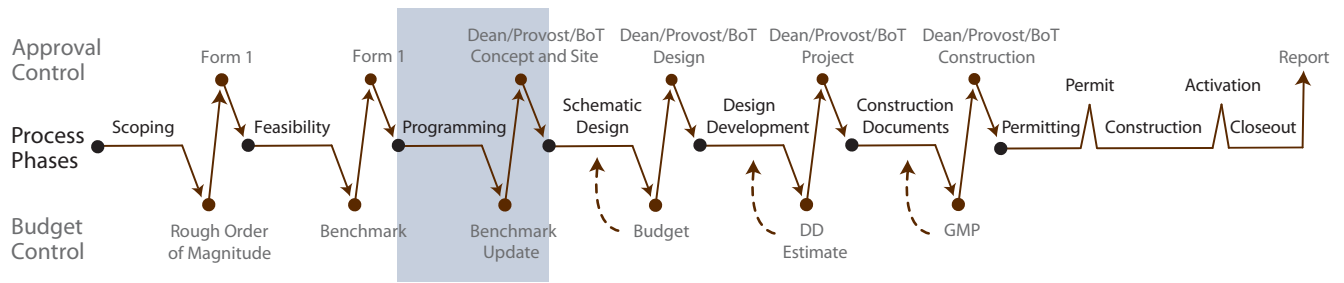 Approval
Control
Form 1
Form 1
Dean/Provost/BoT
Concept and Site
Dean/Provost/BoT
Design
Dean/Provost/BoT
Project
Dean/Provost/BoT
Construction
Permit
Activation
Report
Process
Phases
Scoping
Feasibility
Programming
Schematic
Design
Design
Development
Construction
Documents
Permitting
Construction
Closeout
Budget
Control
Rough Order
of Magnitude
Benchmark
Benchmark
Update
Budget
DD
Estimate
GMP